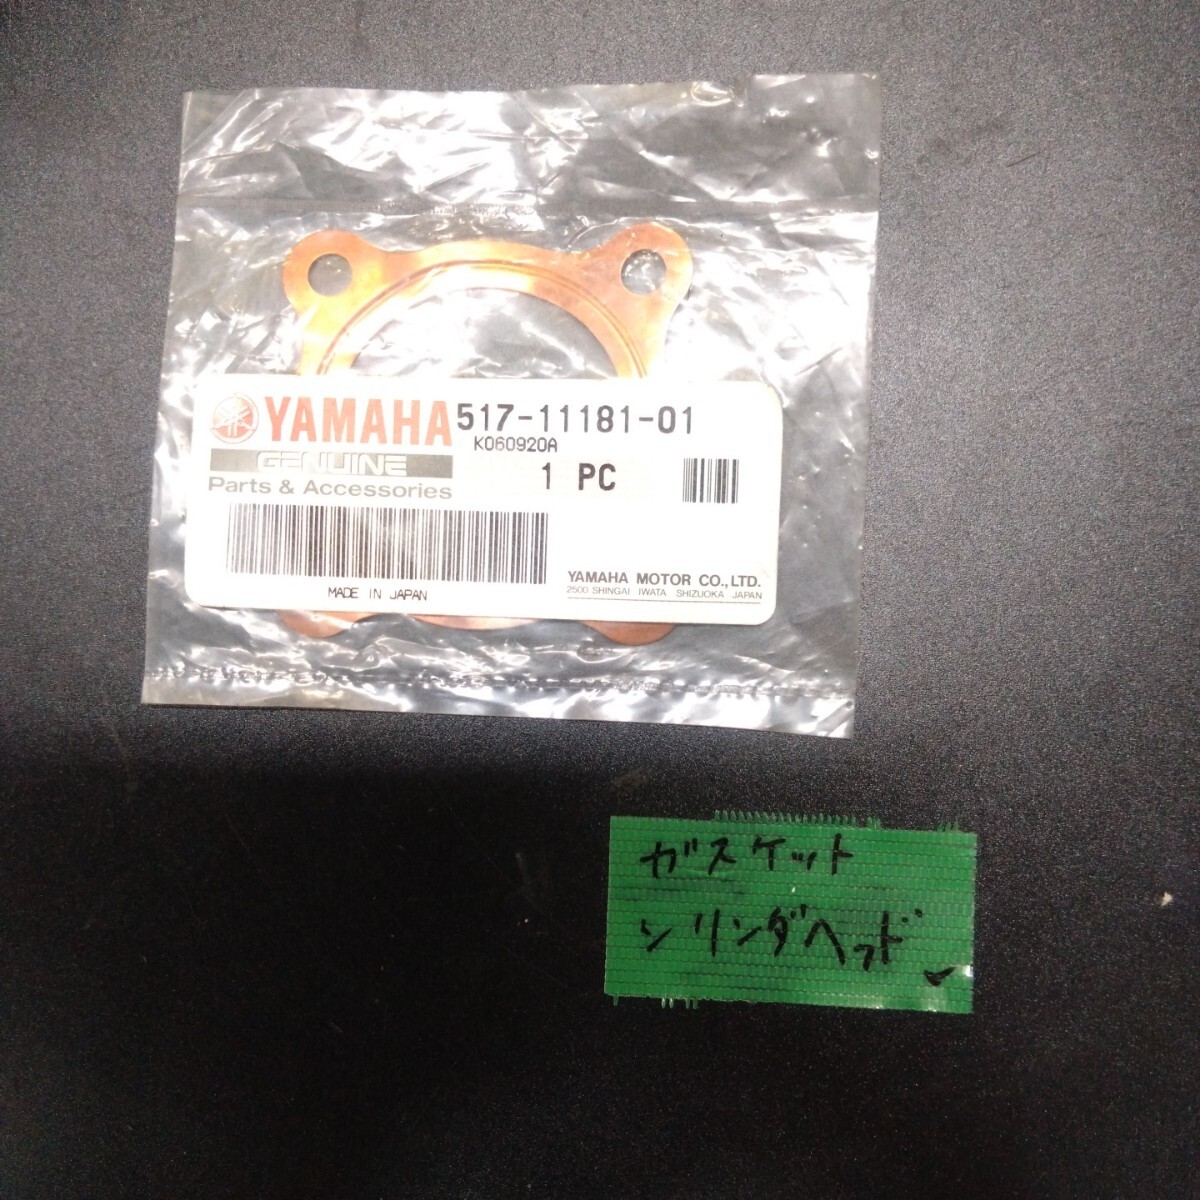 YAMAHA 517-11181-01
K060920A
GENUINE
1 PC
Parts & Accessories
YAMAHA MOTOR CO.,LTD.
2500 SHINGAI IWATA SHIZUOKA JAPAN
MADE IN JAPAN
ガスケット
シリンダヘッド